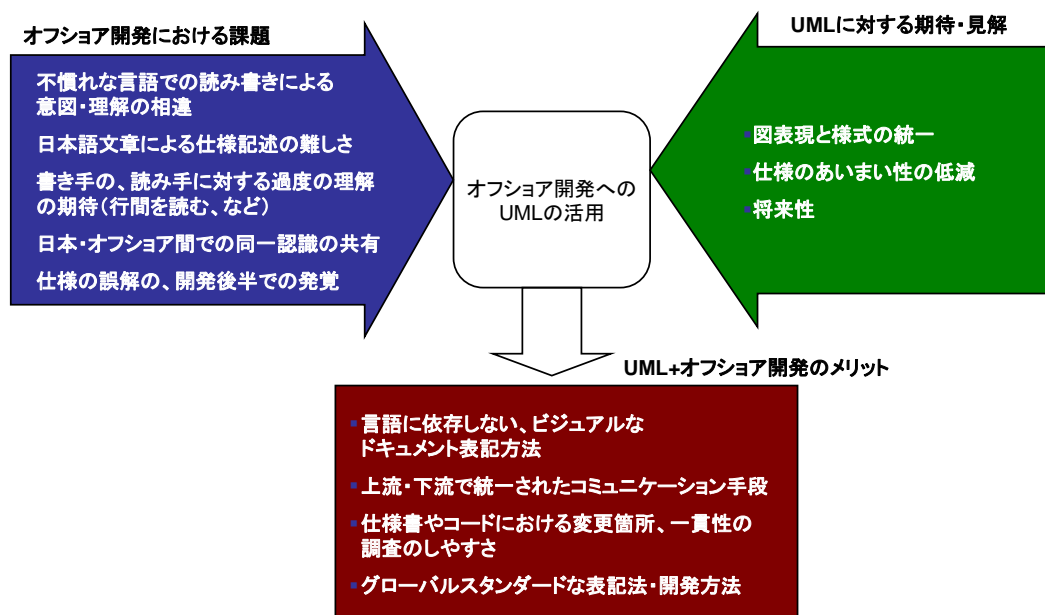 オフショア開発における課題
不慣れな言語での読み書きによる
意図・理解の相違
日本語文章による仕様記述の難しさ
書き手の、読み手に対する過度の理解
の期待(行間を読む、など)
日本・オフショア間での同一認識の共有
仕様の誤解の、開発後半での発覚
オフショア開発への
UMLの活用
UMLに対する期待・見解
▪図表現と様式の統一
▪仕様のあいまい性の低減
▪将来性
UML+オフショア開発のメリット
▪言語に依存しない、ビジュアルな
ドキュメント表記方法
▪上流・下流で統一されたコミュニケーション手段
▪仕様書やコードにおける変更箇所、一貫性の
調査のしやすさ
▪グローバルスタンダードな表記法・開発方法